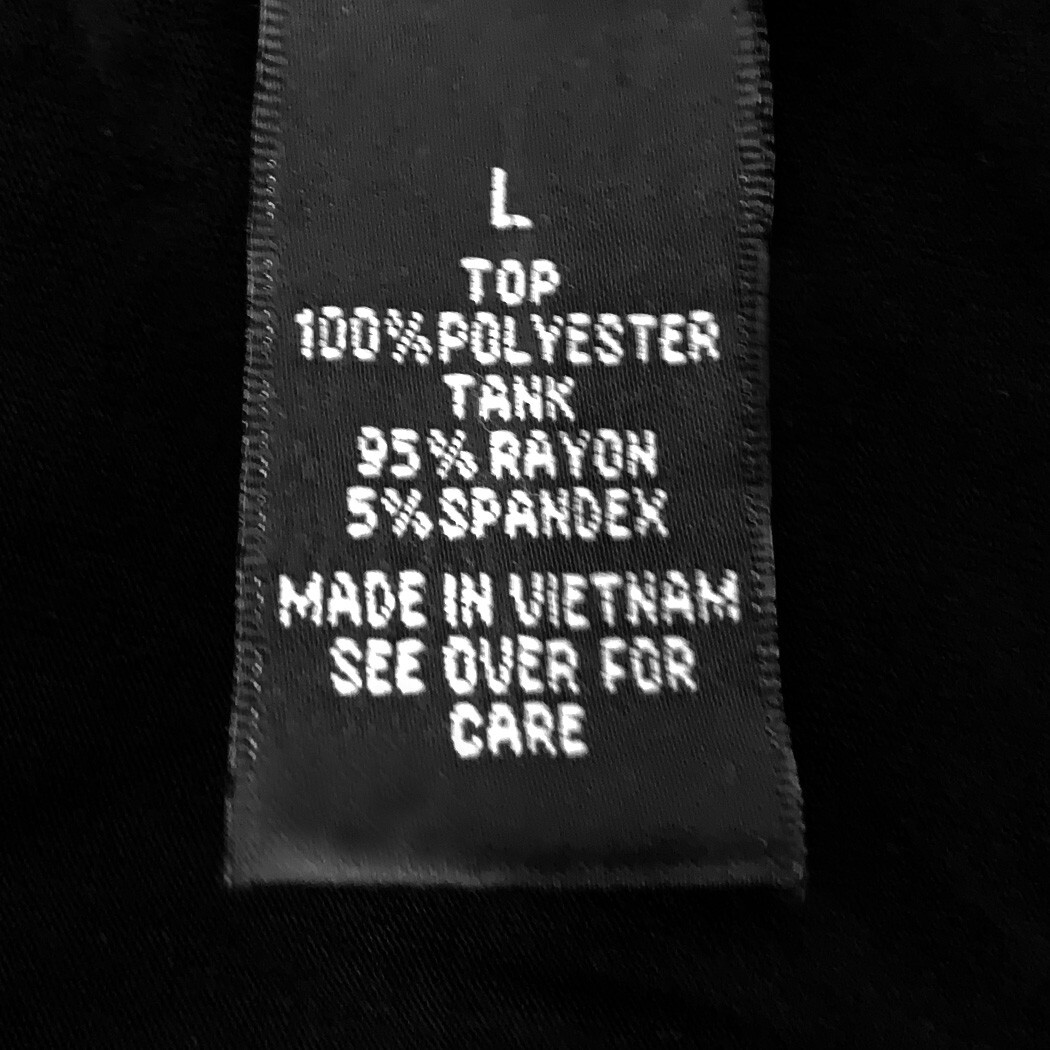 L
TOP
100% POLYESTER
TANK
95% RAYON
5% SPANDEX
MADE IN VIETNAM
SEE OVER FOR
CARE